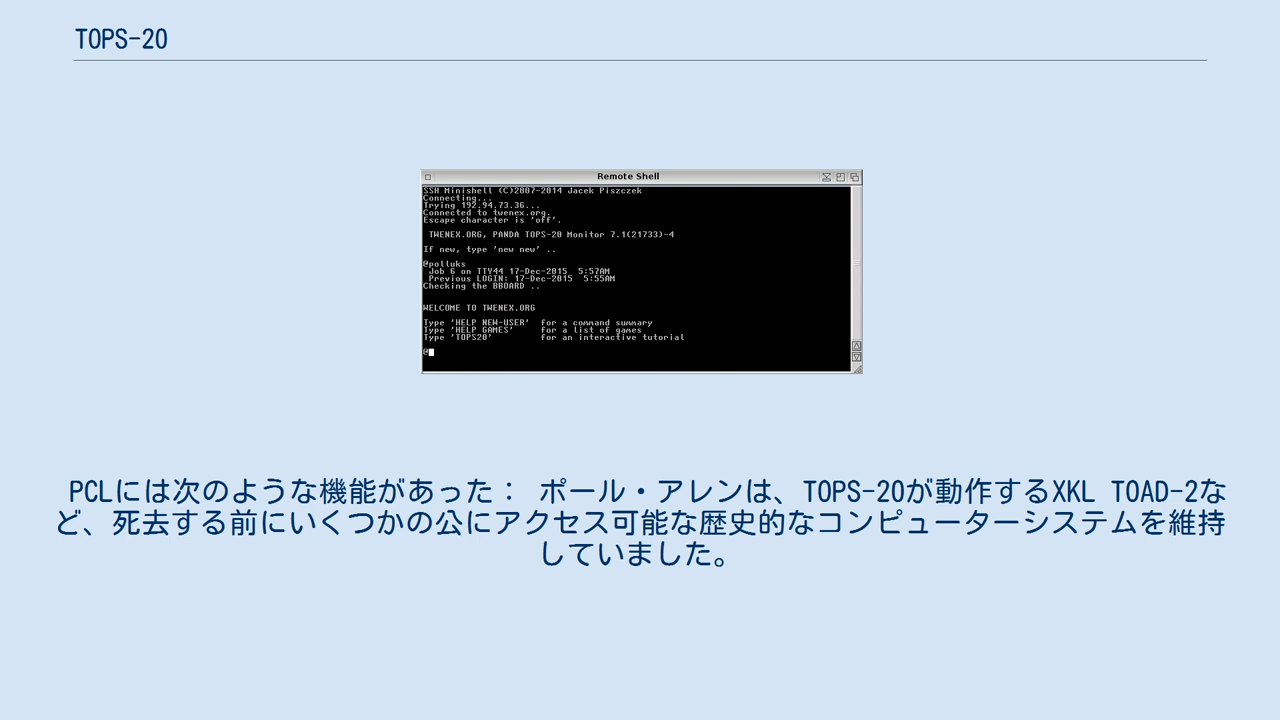 TOPS-20
Remote Shell
SSH Minishell (C)2007-2014 Jacek Piszczek
Connecting...
Trying 192.94.73.36...
Connected to twenex.org.
Escape character is 'off'.
TWENEX.ORG, PANDA TOPS-20 Monitor 7.1(21733)-4
If new, type 'new new' ..
@polluks
Job 6 on TTY44 17-Dec-2015 5:57AM
Previous LOGIN: 17-Dec-2015 5:55AM
Checking the BBOARD ..
WELCOME TO TWENEX.ORG
Type 'HELP NEW-USER' for a command summary
Type 'HELP GAMES' for a list of games
Type 'TOPS20' for an interactive tutorial
@
PCLには次のような機能があった： ポール・アレンは、TOPS-20が動作するXKL TOAD-2な
ど、死去する前にいくつかの公にアクセス可能な歴史的なコンピューターシステムを維持
していました。